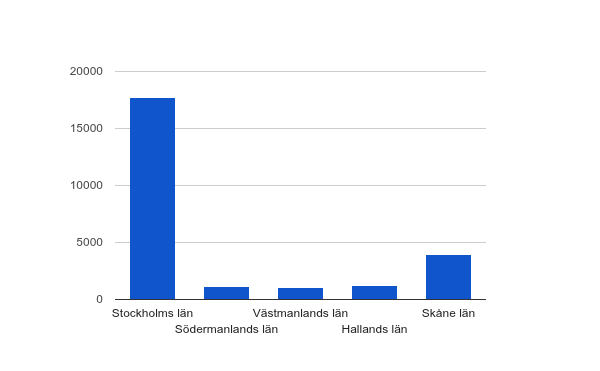 20000
15000
10000
5000
0
Stockholms län
Västmanlands län
Skåne län
Södermanlands län
Hallands län